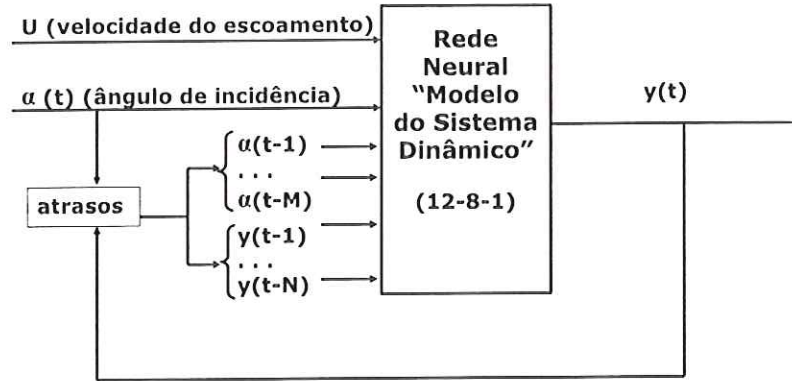 U (velocidade do escoamento)
α (t) (ângulo de incidência)
atrasos
α(t-1)
. . .
α(t-M)
y(t-1)
. . .
y(t-N)
Rede
Neural
“Modelo
do Sistema
Dinâmico”
(12-8-1)
y(t)